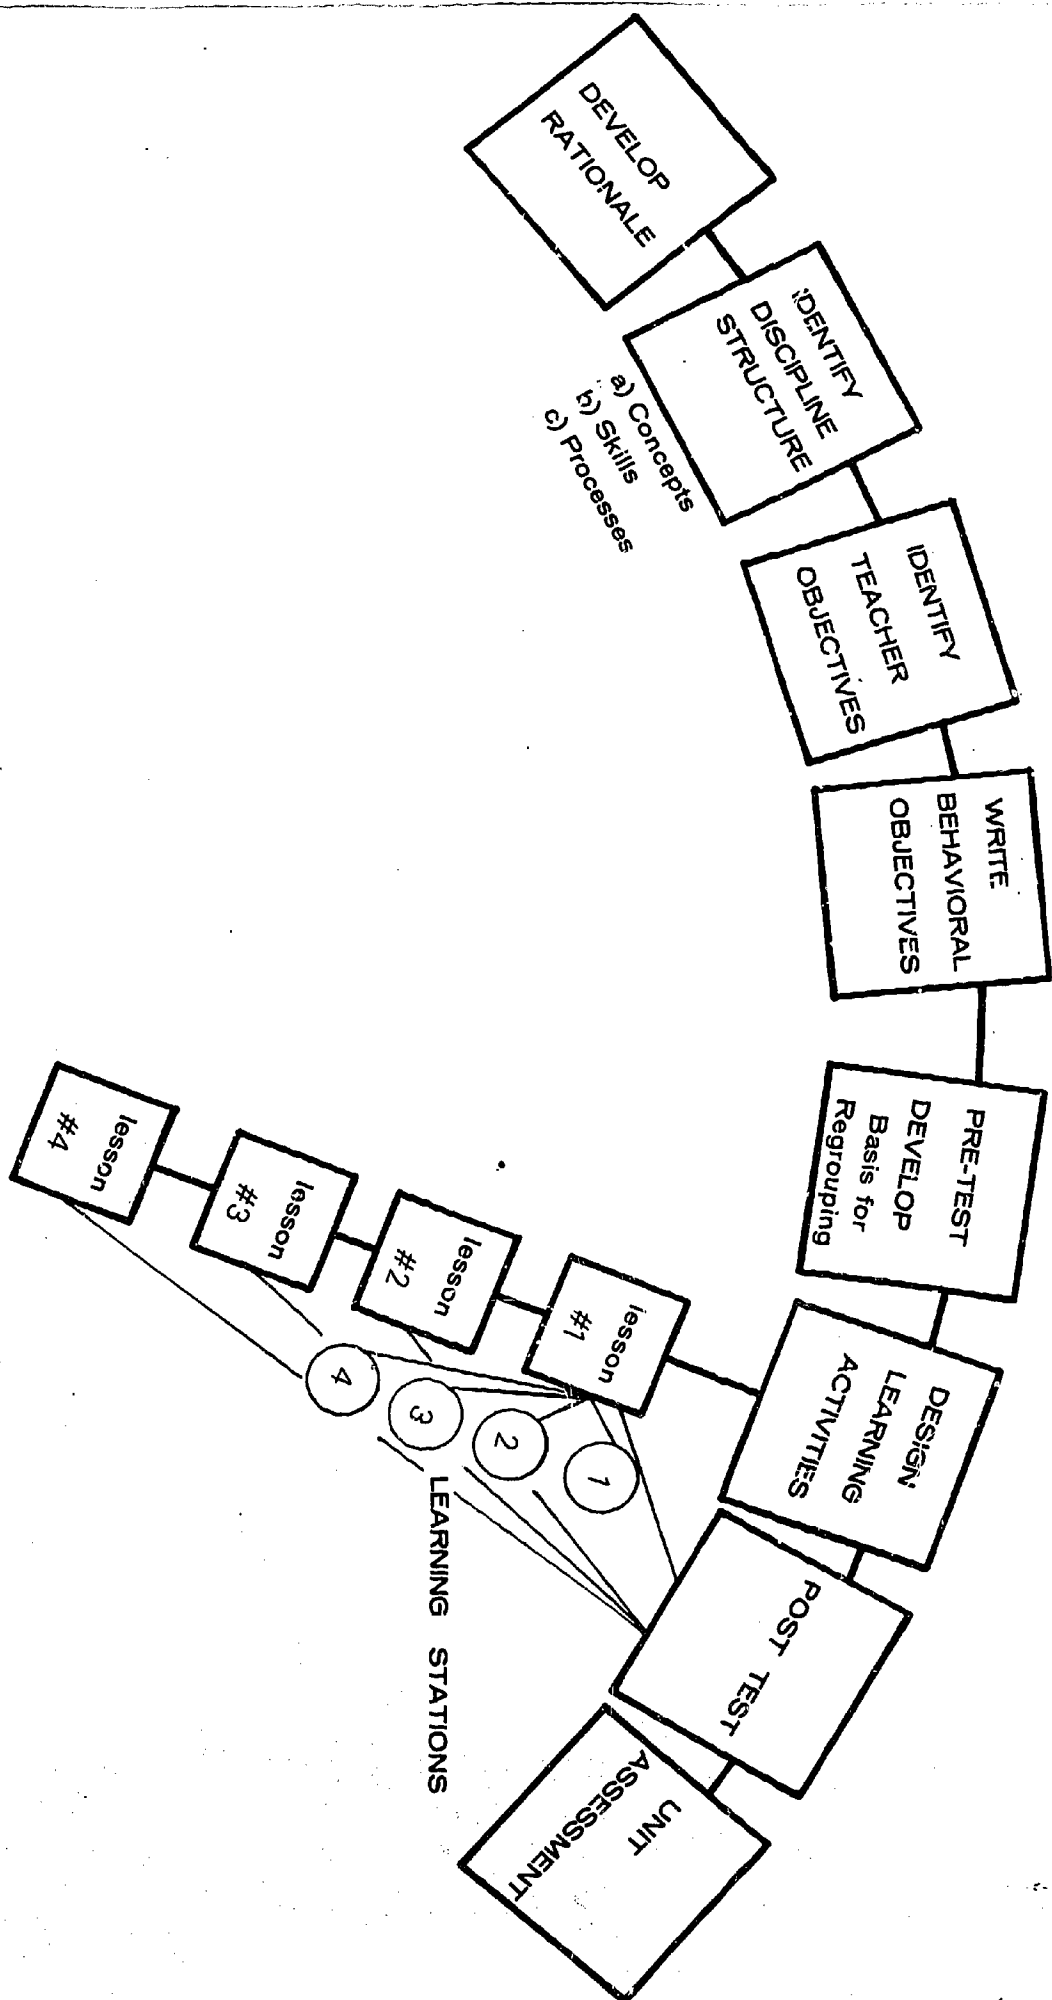 DEVELOP
RATIONALE
IDENTIFY
DISCIPLINE
STRUCTURE
a) Concepts
b) Skills
c) Processes
IDENTIFY
TEACHER
OBJECTIVES
WRITE
BEHAVIORAL
OBJECTIVES
PRE-TEST
DEVELOP
Basis for
Regrouping
DESIGN
LEARNING
ACTIVITIES
POST TEST
UNIT
ASSESSMENT
lesson
#1
lesson
#2
lesson
#3
lesson
#4
1
2
3
4
LEARNING STATIONS